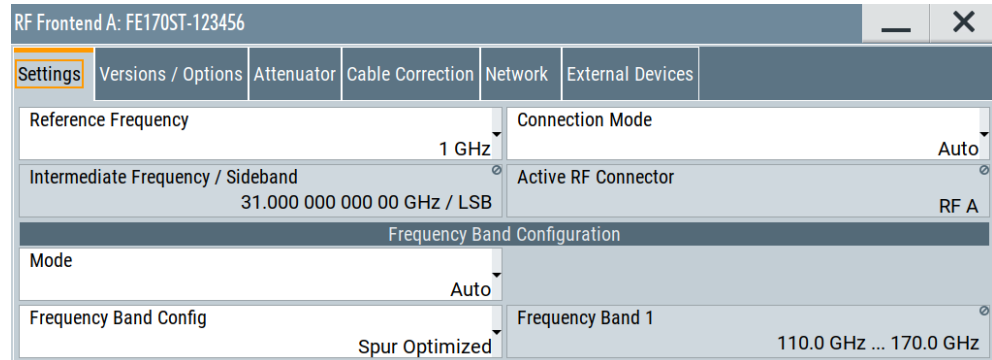 RF Frontend A: FE170ST-123456
Settings Versions / Options Attenuator Cable Correction Network External Devices
Reference Frequency
1 GHz
Connection Mode
Auto
Intermediate Frequency / Sideband
31.000 000 000 00 GHz / LSB
Active RF Connector
RF A
Frequency Band Configuration
Mode
Auto
Frequency Band Config
Spur Optimized
Frequency Band 1
110.0 GHz ... 170.0 GHz